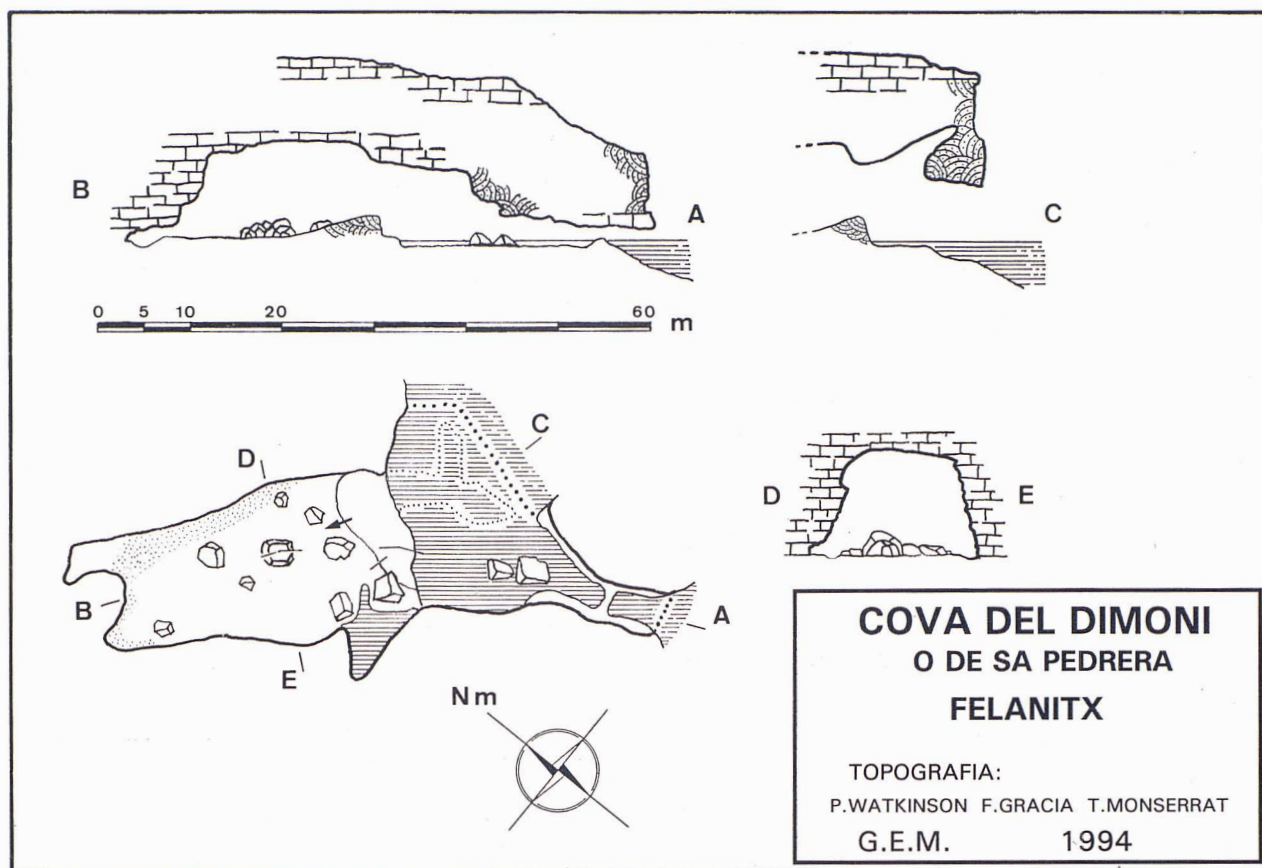 B
A
C
0 5 10 20 60
m
D
C
B
A
E
D
E
Nm
COVA DEL DIMONI
O DE SA PEDRERA
FELANITX
TOPOGRAFIA:
P.WATKINSON F.GRACIA T.MONSERRAT
G.E.M. 1994